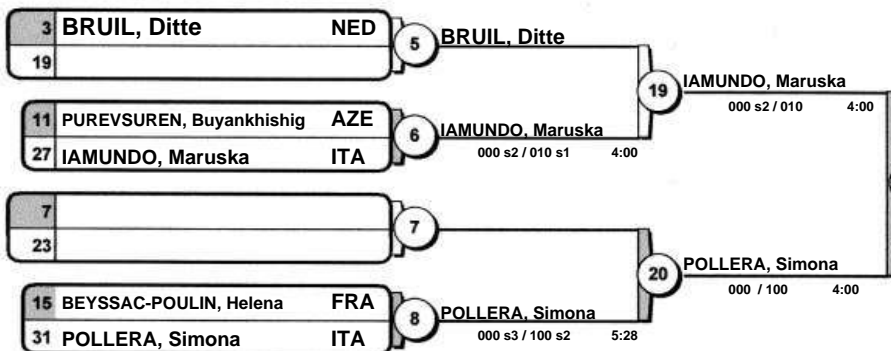 3 BRUIL, Ditte NED
19
5
BRUIL, Ditte
11 PUREVSUREN, Buyankhishig AZE
27 IAMUNDO, Maruska ITA
6
IAMUNDO, Maruska
000 s2 / 010 s1 4:00
19
IAMUNDO, Maruska
000 s2 / 010 4:00
7
23
7
15 BEYSSAC-POULIN, Helena FRA
31 POLLERA, Simona ITA
8
POLLERA, Simona
000 s3 / 100 s2 5:28
20
POLLERA, Simona
000 / 100 4:00